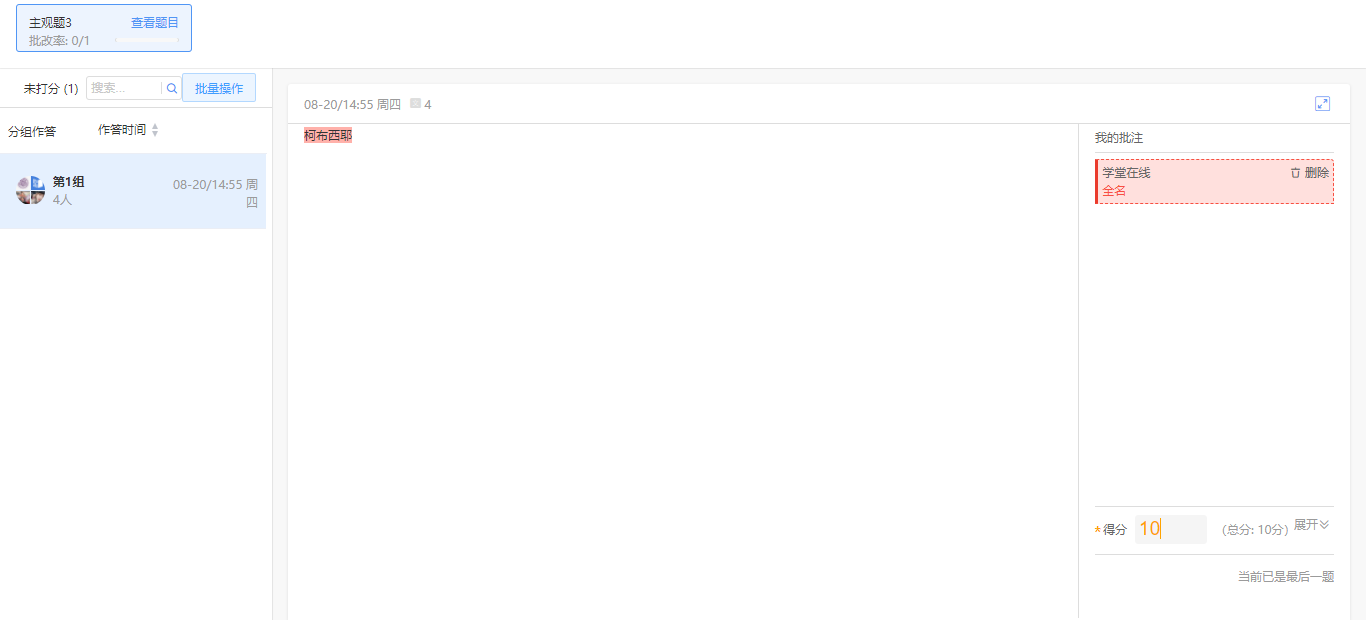 主观题3 查看题目
批改率: 0/1
未打分 (1) 搜索... 批量操作
分组作答 作答时间
第1组 08-20/14:55 周四
4人
08-20/14:55 周四 4
柯布西耶
我的批注
学堂在线 删除
全名
*得分 10 (总分: 10分) 展开
当前已是最后一题